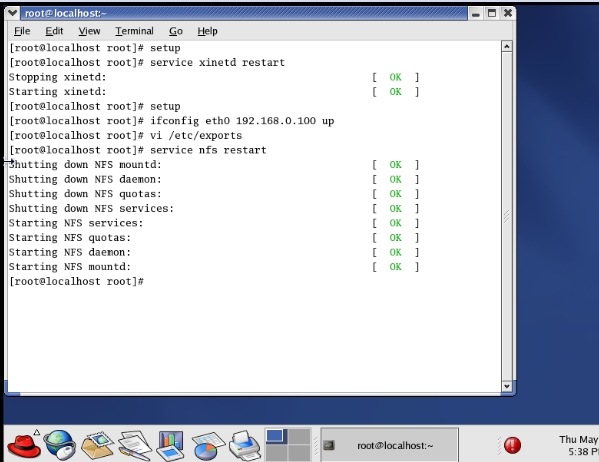 root@localhost:~
File Edit View Terminal Go Help
[root@localhost root]# setup
[root@localhost root]# service xinetd restart
Stopping xinetd: [ OK ]
Starting xinetd: [ OK ]
[root@localhost root]# setup
[root@localhost root]# ifconfig eth0 192.168.0.100 up
[root@localhost root]# vi /etc/exports
[root@localhost root]# service nfs restart
Shutting down NFS mountd: [ OK ]
Shutting down NFS daemon: [ OK ]
Shutting down NFS quotas: [ OK ]
Shutting down NFS services: [ OK ]
Starting NFS services: [ OK ]
Starting NFS quotas: [ OK ]
Starting NFS daemon: [ OK ]
Starting NFS mountd: [ OK ]
[root@localhost root]#
root@localhost:~
Thu May
5:38 P